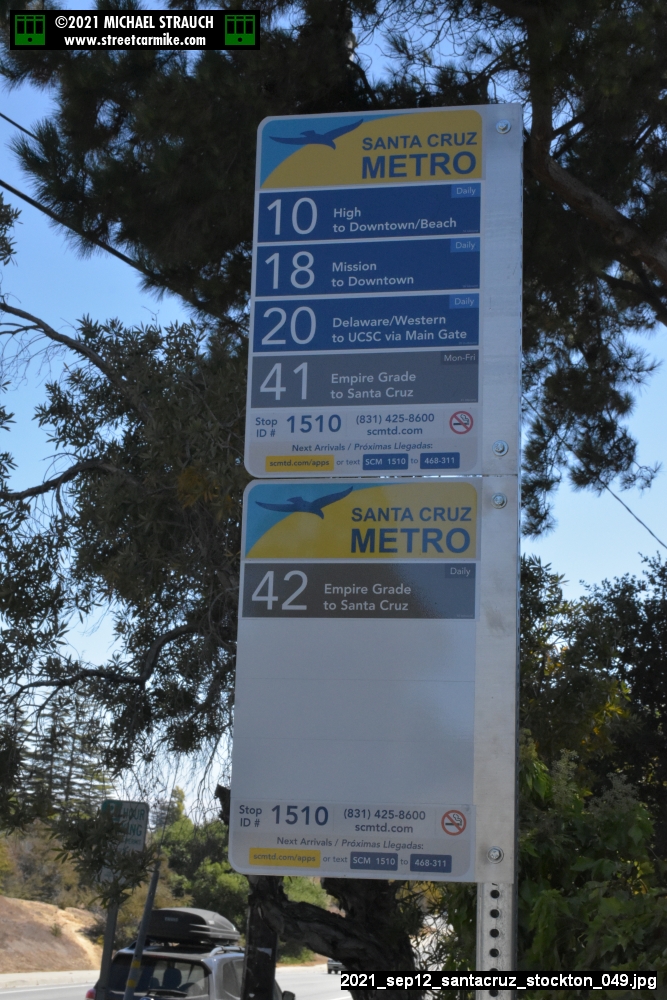 ©2021 MICHAEL STRAUCH
www.streetcarmike.com
SANTA CRUZ
METRO
Daily
10 High
to Downtown/Beach
Daily
18 Mission
to Downtown
Daily
20 Delaware/Western
to UCSC via Main Gate
Mon-Fri
41 Empire Grade
to Santa Cruz
Stop ID # 1510 (831) 425-8600
scmtd.com
Next Arrivals / Próximas Llegadas:
scmtd.com/apps or text SCM 1510 to 468-311
SANTA CRUZ
METRO
Daily
42 Empire Grade
to Santa Cruz
Stop ID # 1510 (831) 425-8600
scmtd.com
Next Arrivals / Próximas Llegadas:
scmtd.com/apps or text SCM 1510 to 468-311
2021_sep12_santacruz_stockton_049.jpg